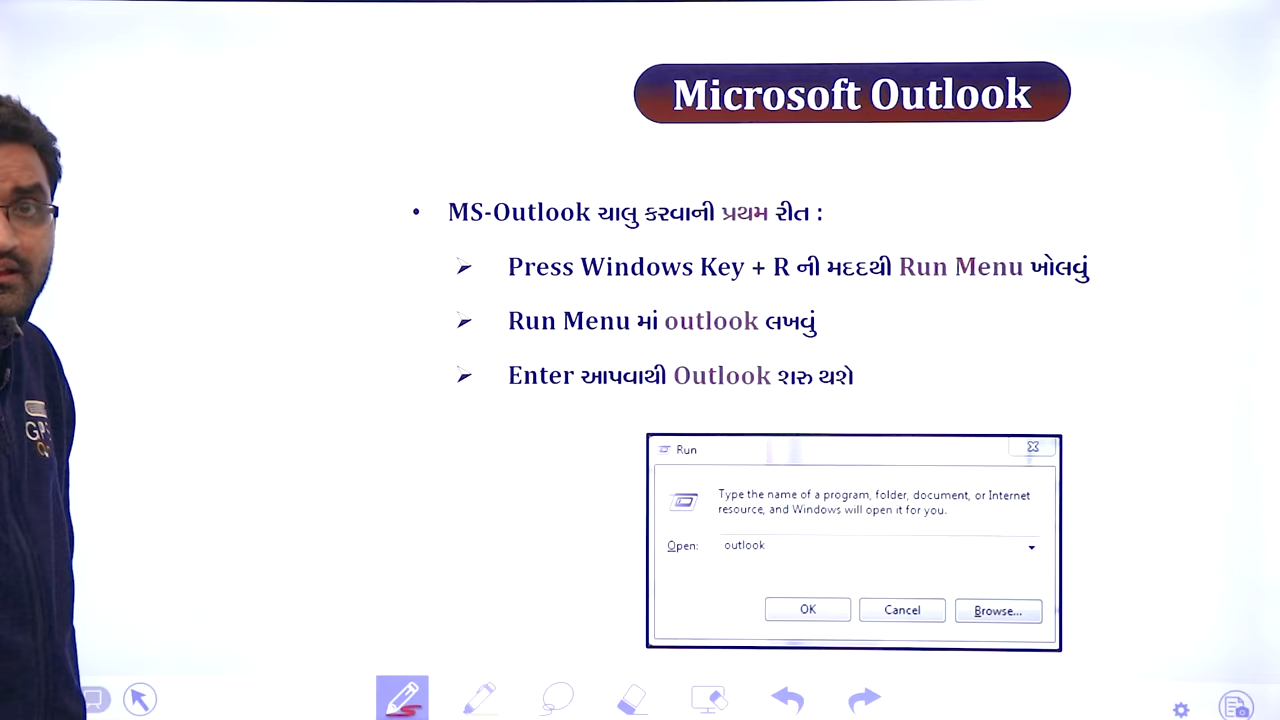 Microsoft Outlook
• MS-Outlook ચાલુ કરવાની પ્રથમ રીત :
➢ Press Windows Key + R ની મદદથી Run Menu ખોલવું
➢ Run Menu માં outlook લખવું
➢ Enter આપવાથી Outlook શરુ થશે
Run
Type the name of a program, folder, document, or Internet
resource, and Windows will open it for you.
Open: outlook
OK Cancel Browse...